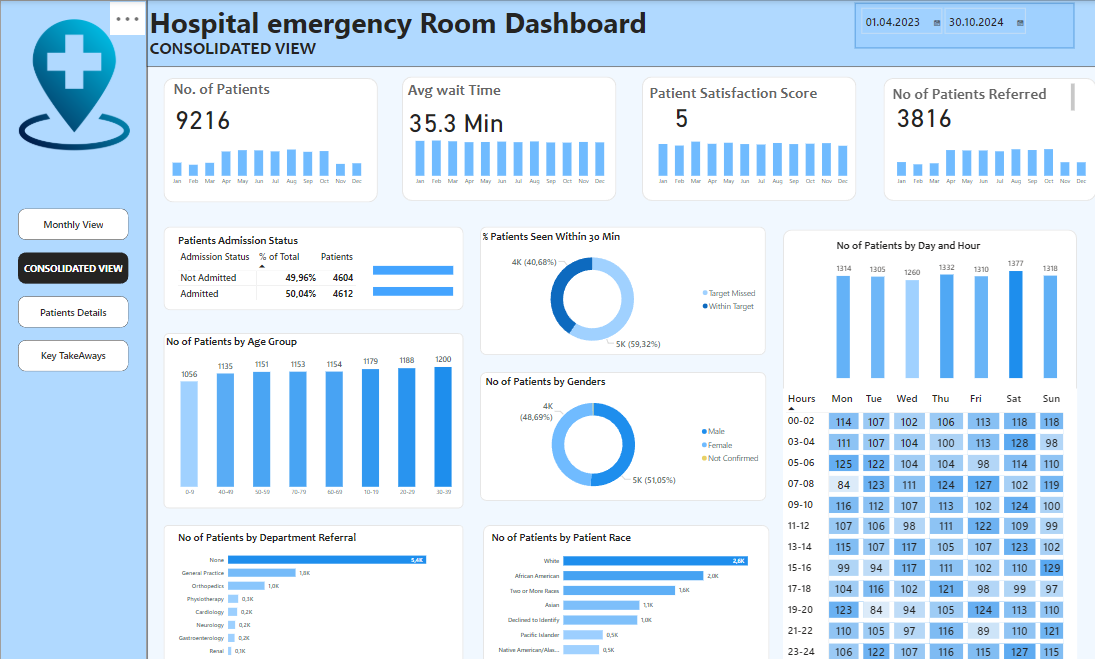 Hospital emergency Room Dashboard
CONSOLIDATED VIEW
01.04.2023 30.10.2024
Monthly View
CONSOLIDATED VIEW
Patients Details
Key TakeAways
No. of Patients
9216
Jan Feb Mar Apr May Jun Jul Aug Sep Oct Nov Dec
Avg wait Time
35.3 Min
Jan Feb Mar Apr May Jun Jul Aug Sep Oct Nov Dec
Patient Satisfaction Score
5
Jan Feb Mar Apr May Jun Jul Aug Sep Oct Nov Dec
No of Patients Referred
3816
Jan Feb Mar Apr May Jun Jul Aug Sep Oct Nov Dec
Patients Admission Status
Admission Status % of Total Patients
Not Admitted 49,96% 4604
Admitted 50,04% 4612
No of Patients by Age Group
1056 1135 1151 1153 1154 1179 1188 1200
0-9 40-49 50-59 70-79 60-69 10-19 20-29 30-39
% Patients Seen Within 30 Min
4K (40,68%)
5K (59,32%)
Target Missed
Within Target
No of Patients by Genders
4K
(48,69%)
5K (51,05%)
Male
Female
Not Confirmed
No of Patients by Department Referral
None 5,4K
General Practice 1,8K
Orthopedics 1,0K
Physiotherapy 0,3K
Cardiology 0,2K
Neurology 0,2K
Gastroenterology 0,2K
Renal 0,1K
No of Patients by Patient Race
White 2,6K
African American 2,0K
Two or More Races 1,6K
Asian 1,1K
Declined to Identify 1,0K
Pacific Islander 0,5K
Native American/Alas... 0,5K
No of Patients by Day and Hour
1314 1305 1260 1332 1310 1377 1318
Hours Mon Tue Wed Thu Fri Sat Sun
00-02 114 107 102 106 113 118 118
03-04 111 107 104 100 113 128 98
05-06 125 122 104 104 98 114 110
07-08 84 123 111 124 127 102 119
09-10 116 112 107 113 102 124 100
11-12 107 106 98 111 122 109 99
13-14 115 107 117 105 107 123 102
15-16 99 94 117 111 102 110 129
17-18 104 116 102 121 98 99 97
19-20 123 84 94 105 124 113 110
21-22 110 105 97 116 89 110 121
23-24 106 122 107 116 115 127 115